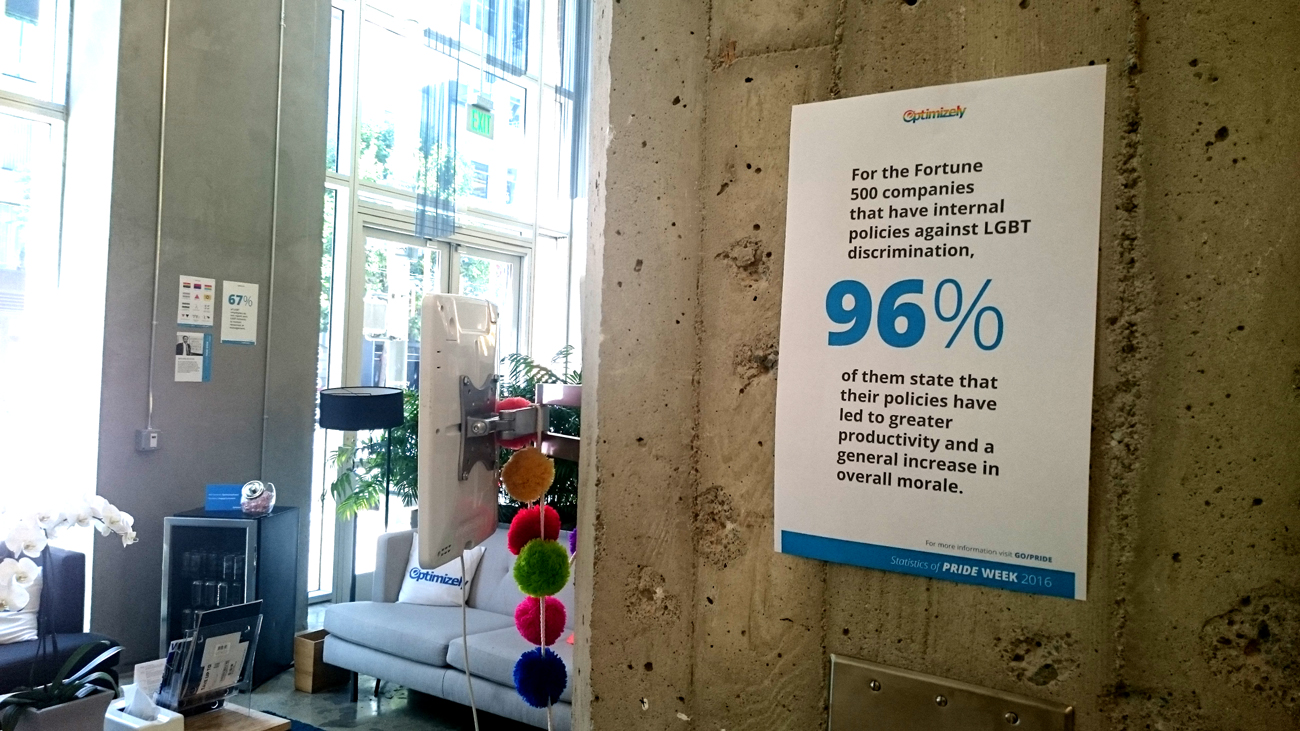 EXIT
67%
Optimizely
Optimizely
For the Fortune
500 companies
that have internal
policies against LGBT
discrimination,
96%
of them state that
their policies have
led to greater
productivity and a
general increase in
overall morale.
For more information visit GO/PRIDE
Statistics of PRIDE WEEK 2016